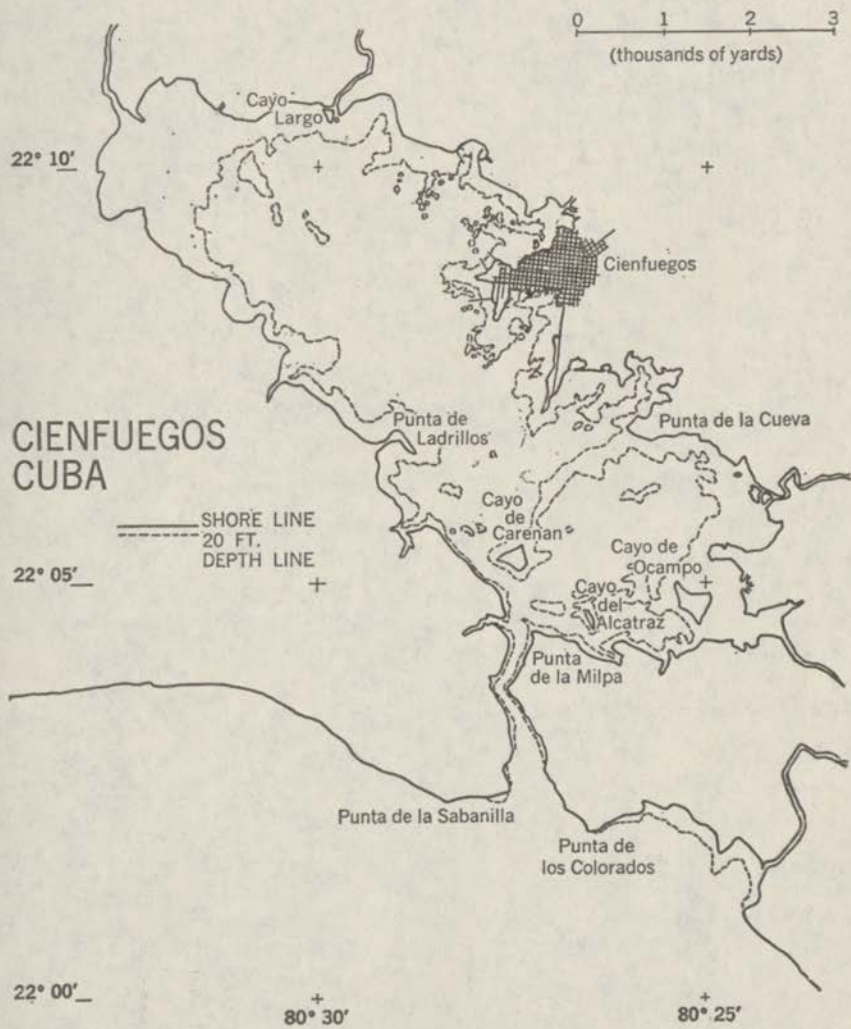 0 1 2 3
(thousands of yards)
Cayo
Largo
22° 10'
Cienfuegos
CIENFUEGOS
CUBA
Punta de
Ladrillos
Punta de la Cueva
SHORE LINE
20 FT.
DEPTH LINE
Cayo
de
Carenan
Cayo de
Ocampo
22° 05'
Cayo
del
Alcatraz
Punta
de la Milpa
Punta de la Sabanilla
Punta de
los Colorados
22° 00'
80° 30'
80° 25'